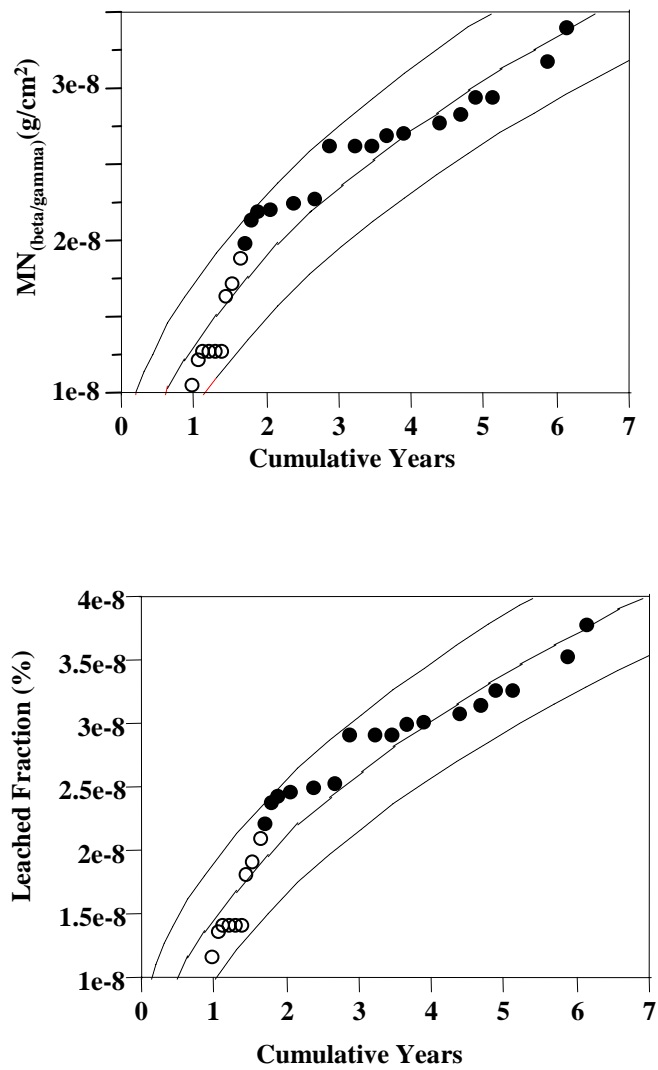 MN(beta/gamma)(g/cm²)
3e-8
2e-8
1e-8
0 1 2 3 4 5 6 7
Cumulative Years
Leached Fraction (%)
4e-8
3.5e-8
3e-8
2.5e-8
2e-8
1.5e-8
1e-8
0 1 2 3 4 5 6 7
Cumulative Years